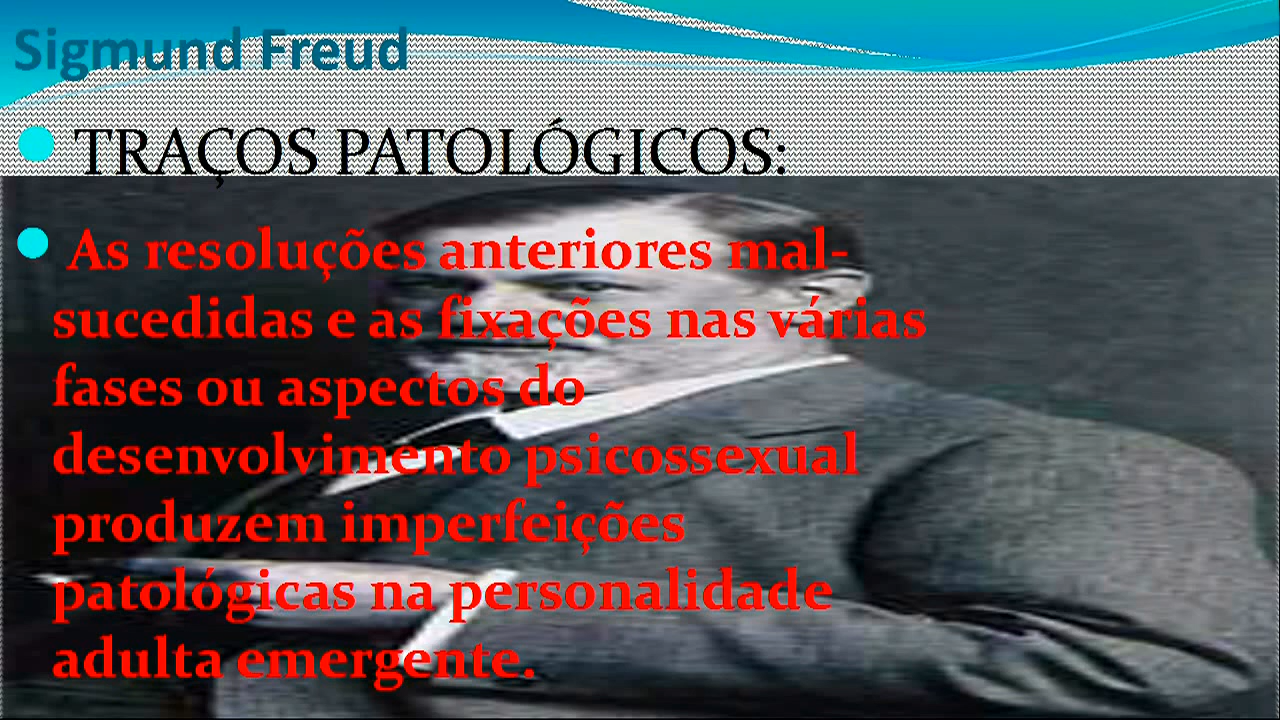 Sigmund Freud
TRAÇOS PATOLÓGICOS:
As resoluções anteriores mal-
sucedidas e as fixações nas várias
fases ou aspectos do
desenvolvimento psicossexual
produzem imperfeições
patológicas na personalidade
adulta emergente.